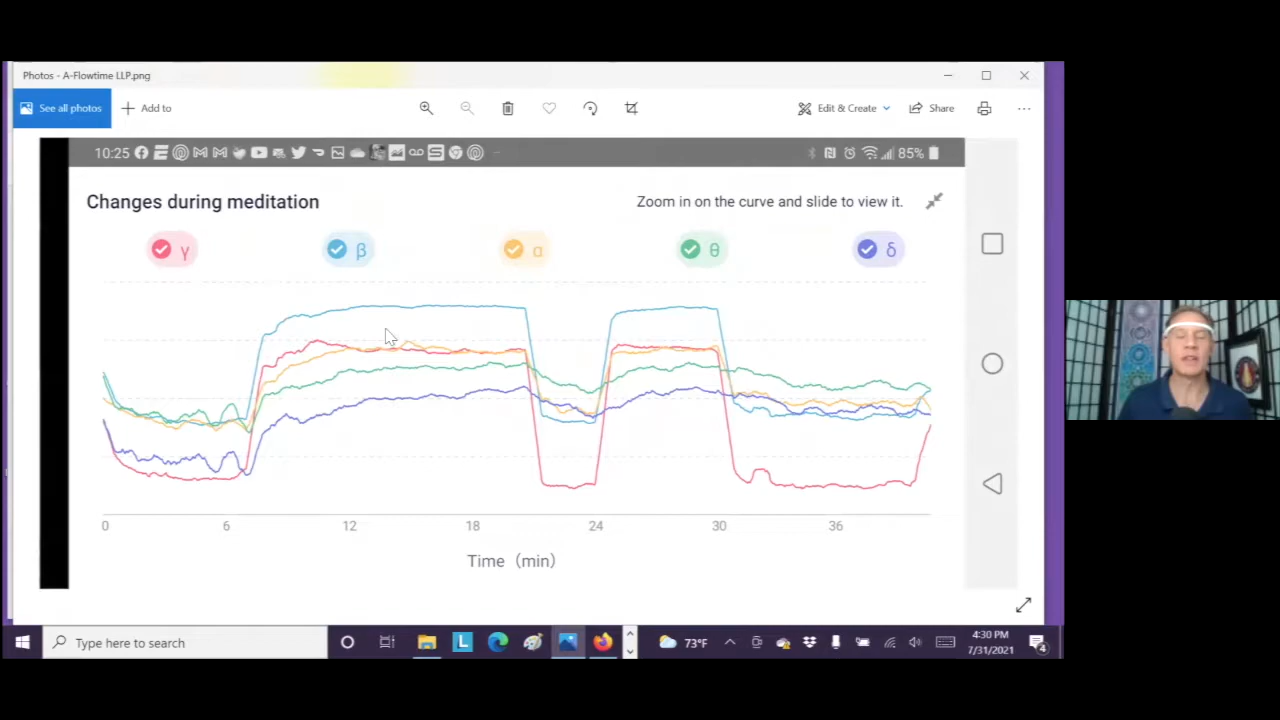 Photos - A-Flowtime LLP.png
See all photos
Add to
Edit & Create
Share
10:25
85%
Changes during meditation
Zoom in on the curve and slide to view it.
γ β α θ δ
0 6 12 18 24 30 36
Time (min)
Type here to search
L
73°F
4:30 PM
7/31/2021
4